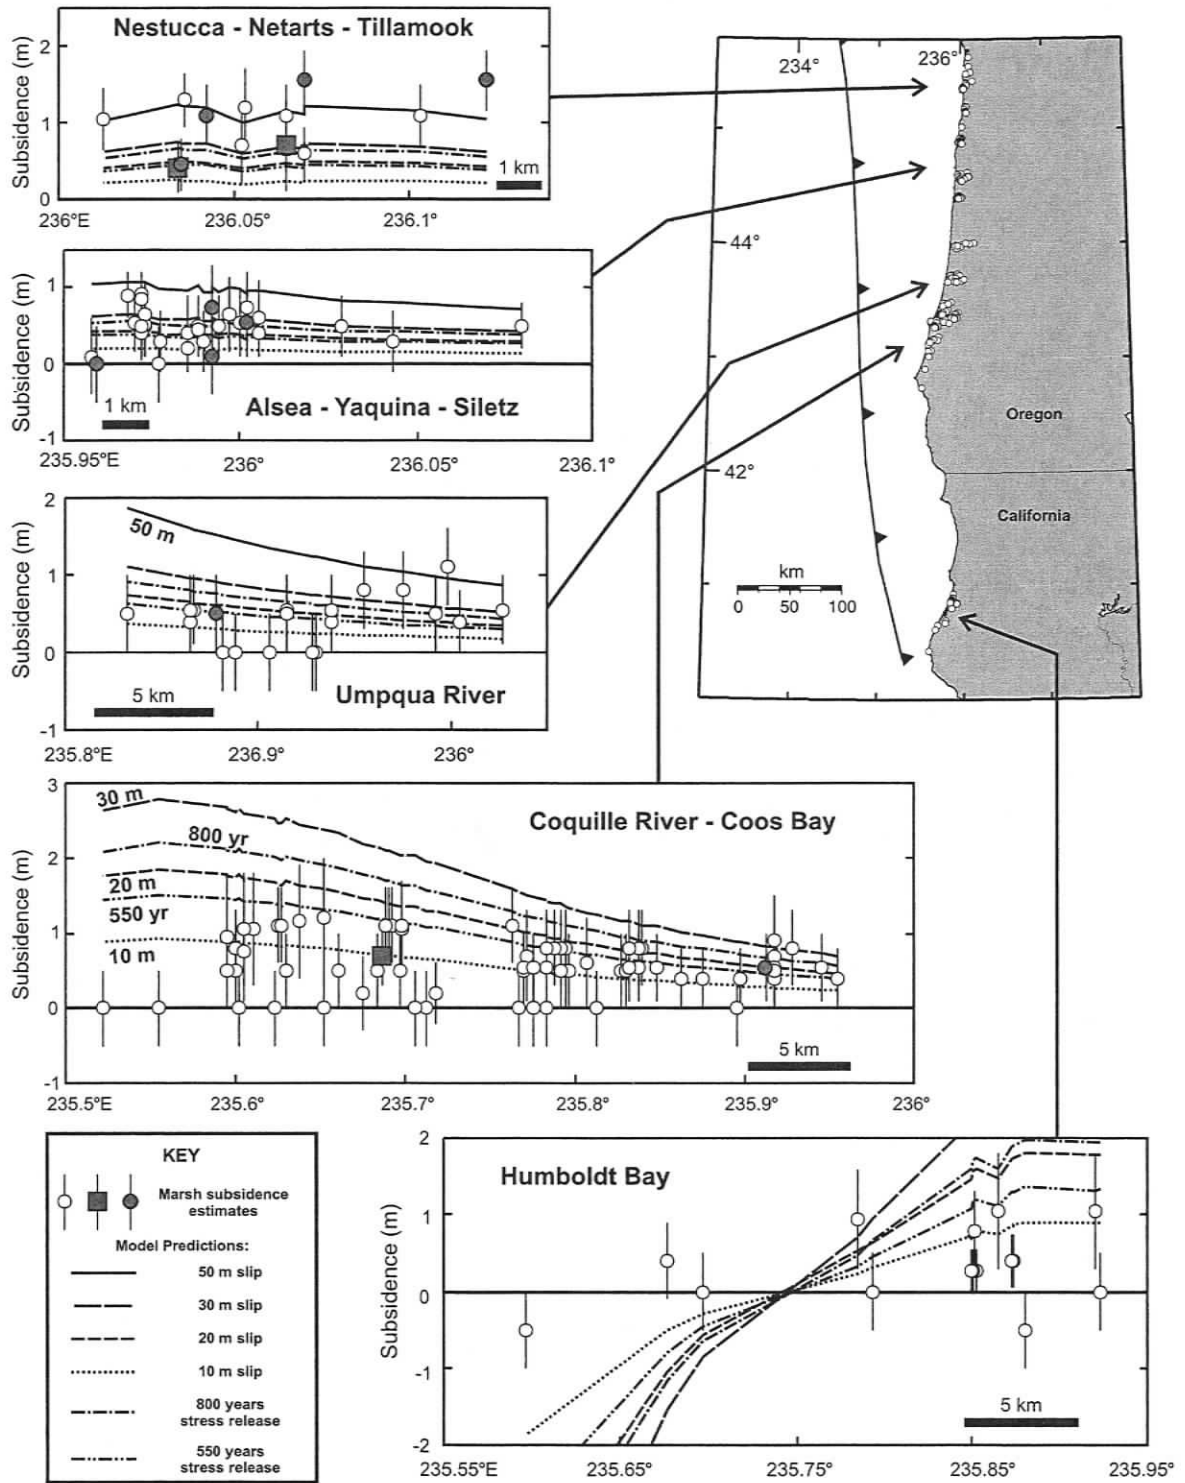 Nestucca - Netarts - Tillamook
Subsidence (m)
2
1
0
1 km
236°E
236.05°
236.1°
234°
236°
44°
42°
Oregon
California
km
0 50 100
Subsidence (m)
1
0
-1
1 km
Alsea - Yaquina - Siletz
235.95°E
236°
236.05°
236.1°
Subsidence (m)
2
1
0
-1
50 m
5 km
Umpqua River
235.8°E
236.9°
236°
Subsidence (m)
3
2
1
0
-1
30 m
800 yr
20 m
550 yr
10 m
Coquille River - Coos Bay
5 km
235.5°E
235.6°
235.7°
235.8°
235.9°
236°
KEY
Marsh subsidence
estimates
Model Predictions:
50 m slip
30 m slip
20 m slip
10 m slip
800 years
stress release
550 years
stress release
Humboldt Bay
Subsidence (m)
2
1
0
-1
-2
5 km
235.55°E
235.65°
235.75°
235.85°
235.95°